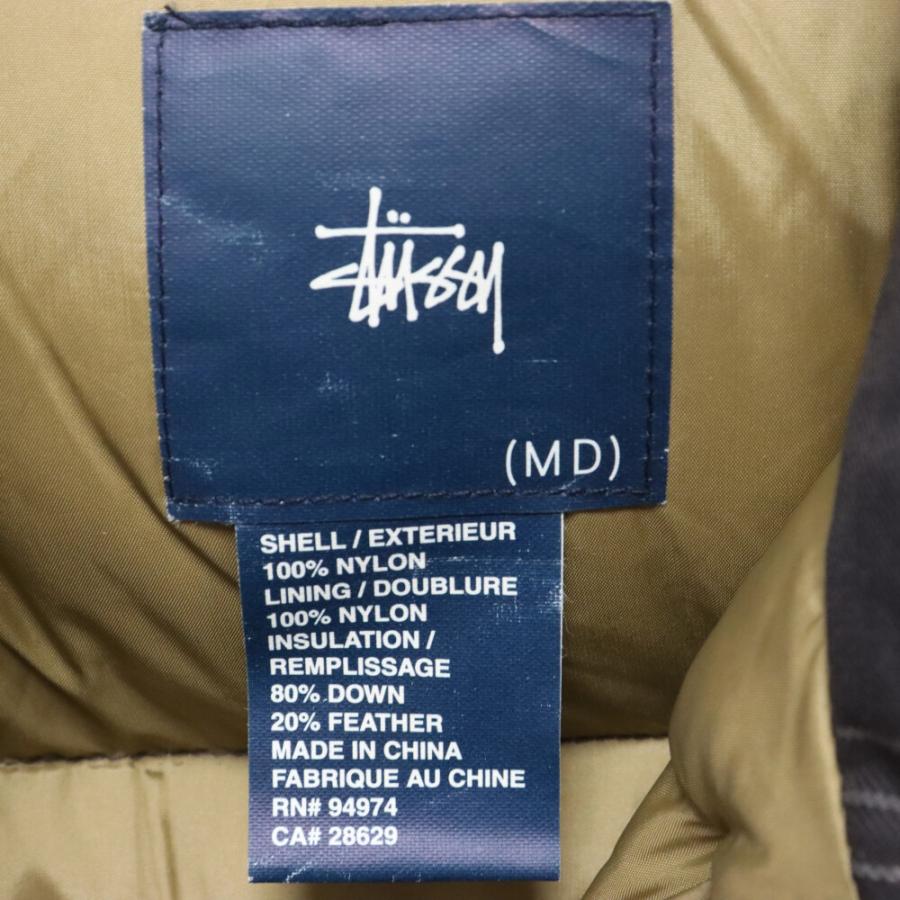 Stüssy
(MD)
SHELL / EXTERIEUR
100% NYLON
LINING / DOUBLURE
100% NYLON
INSULATION /
REMPLISSAGE
80% DOWN
20% FEATHER
MADE IN CHINA
FABRIQUE AU CHINE
RN# 94974
CA# 28629